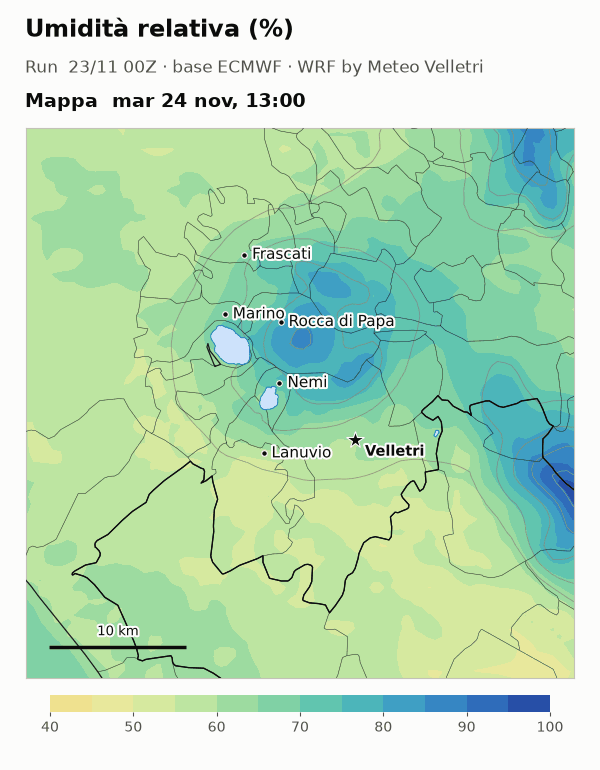 Umidità relativa (%)
Run  23/11 00Z · base ECMWF · WRF by Meteo Velletri
Mappa  mar 24 nov, 13:00
Frascati
Marino
Rocca di Papa
Nemi
Velletri
Lanuvio
10 km
40 50 60 70 80 90 100